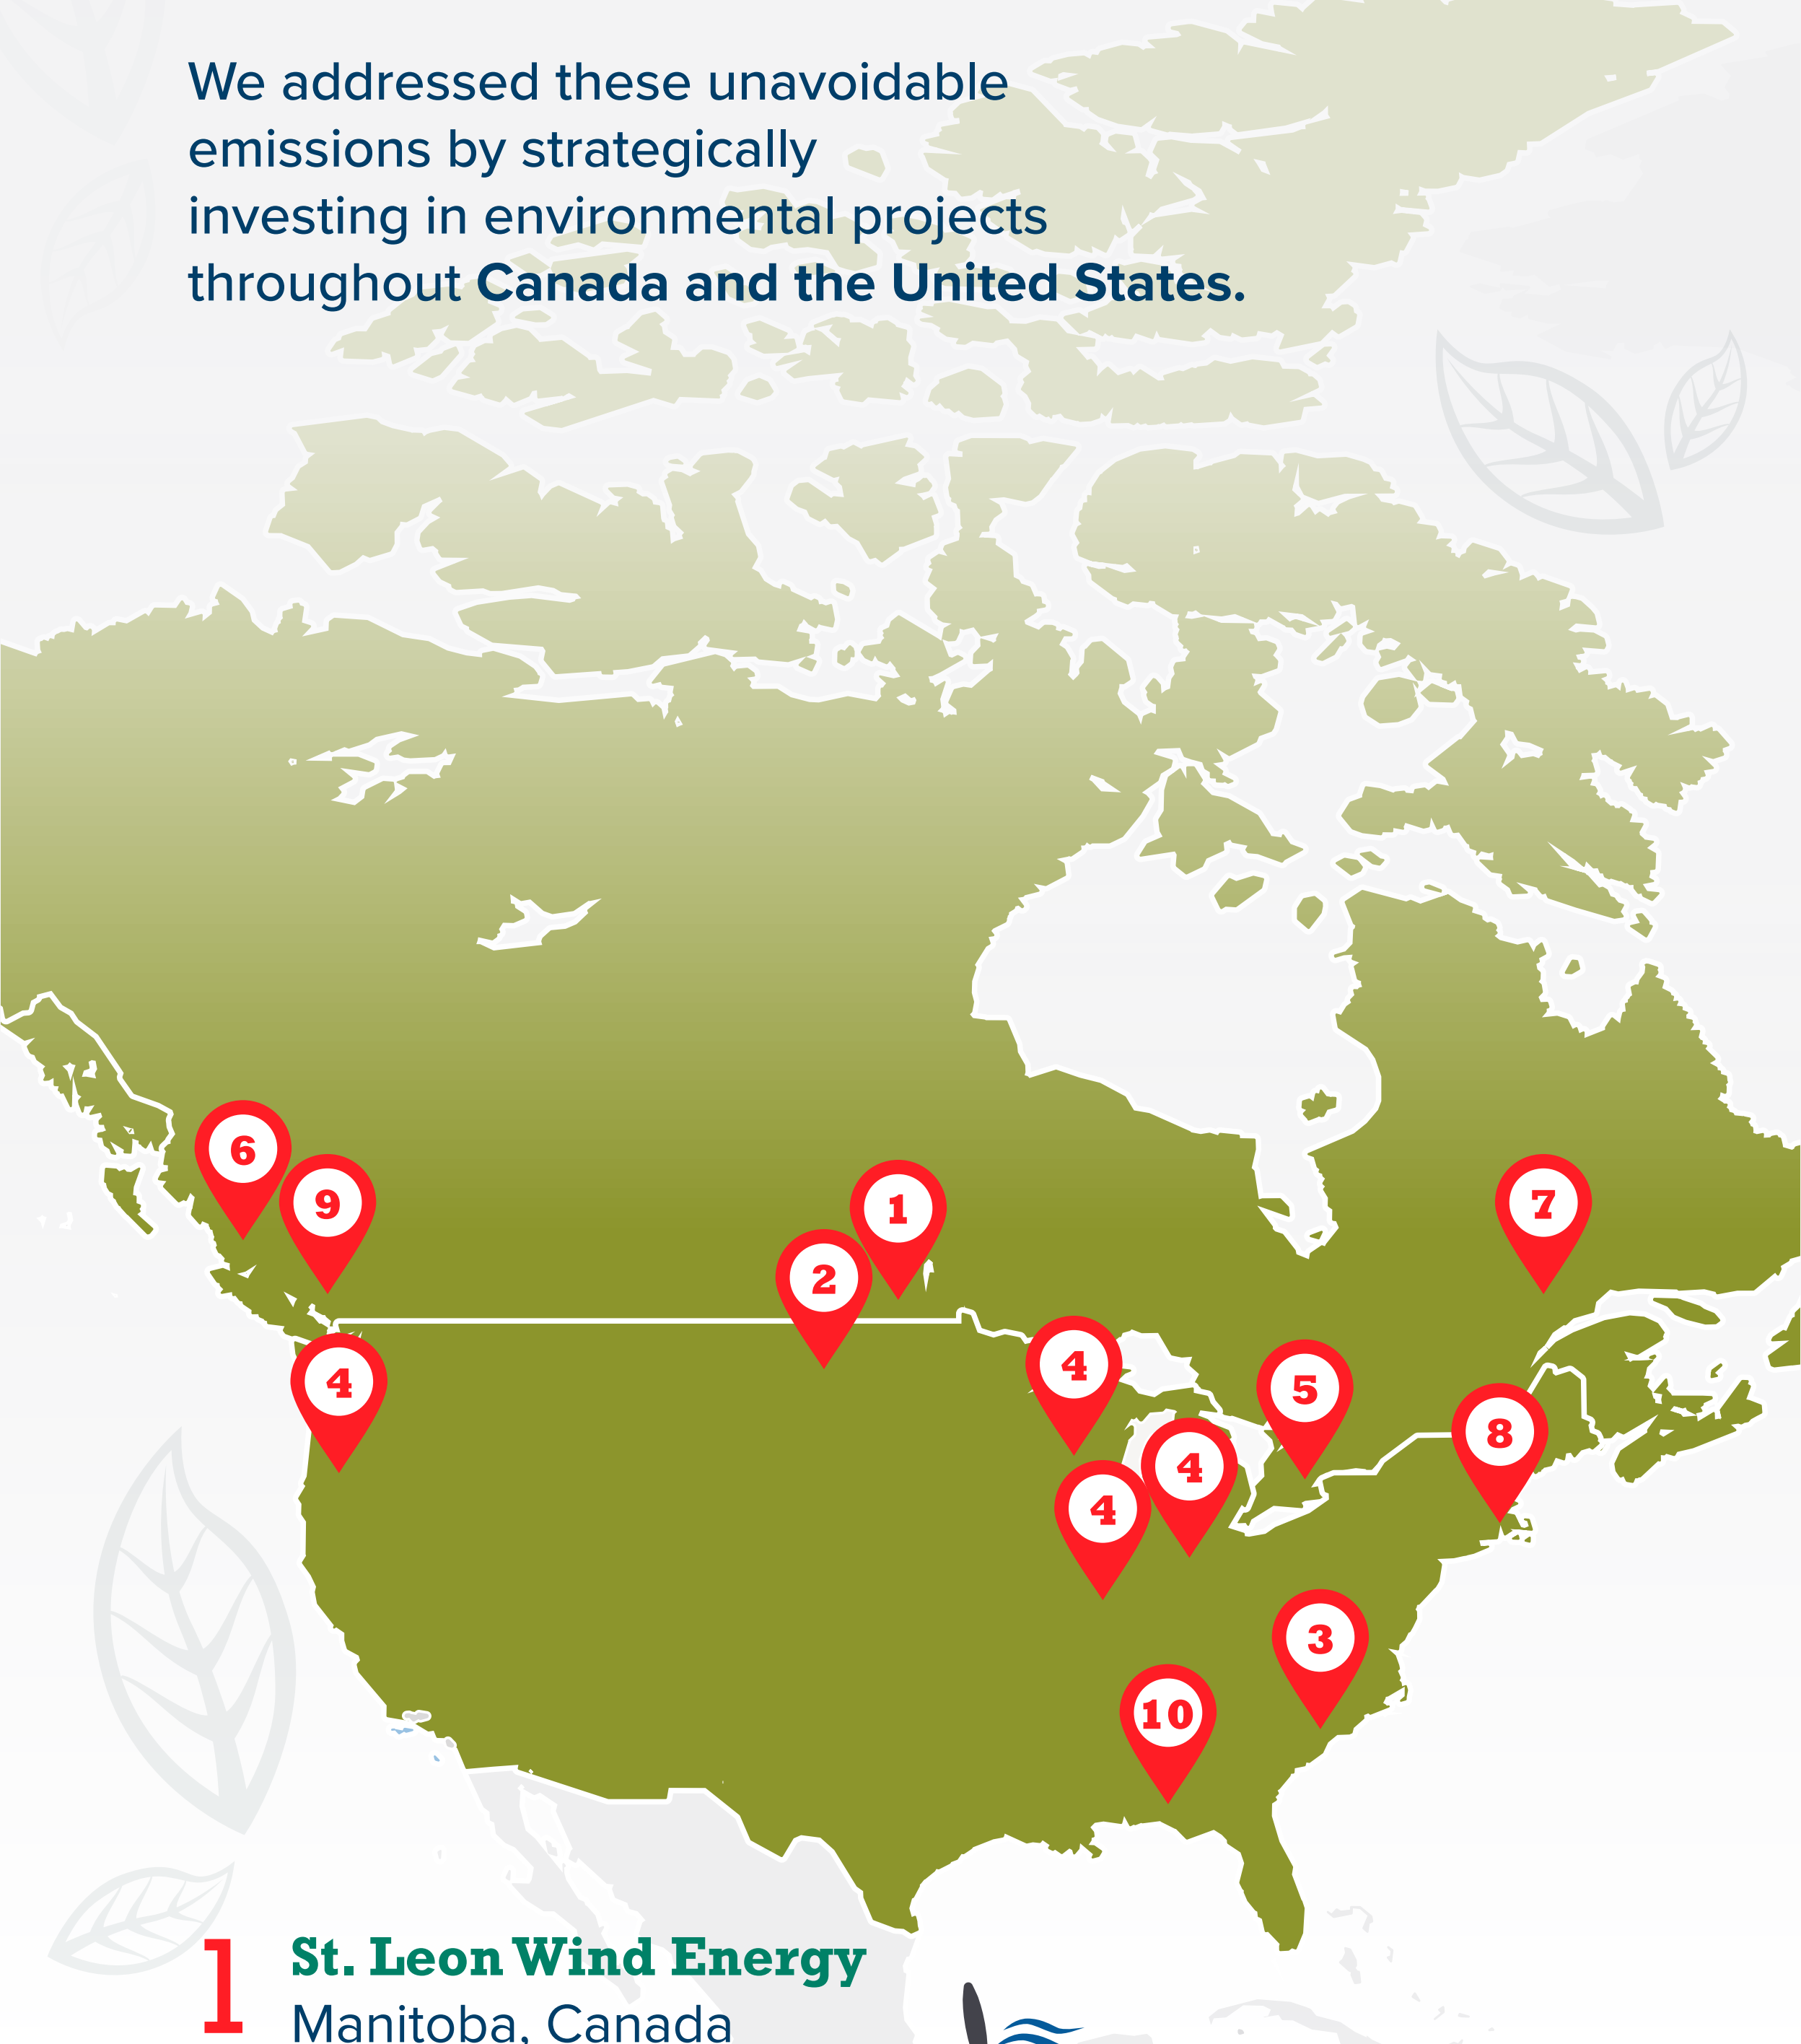 We addressed these unavoidable
emissions by strategically
investing in environmental projects
throughout Canada and the United States.
6
9
1
7
2
4
4
5
8
4
4
3
10
1
St. Leon Wind Energy
Manitoba, Canada